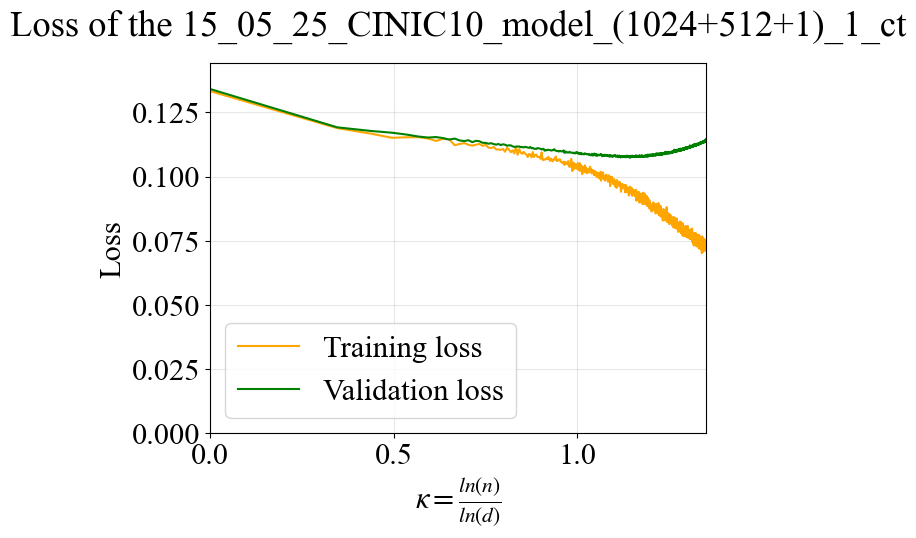 Loss of the 15_05_25_CINIC10_model_(1024+512+1)_1_ct
0.125
0.100
0.075
0.050
0.025
0.000
Loss
Training loss
Validation loss
0.0 0.5 1.0
κ = ln(n)/ln(d)